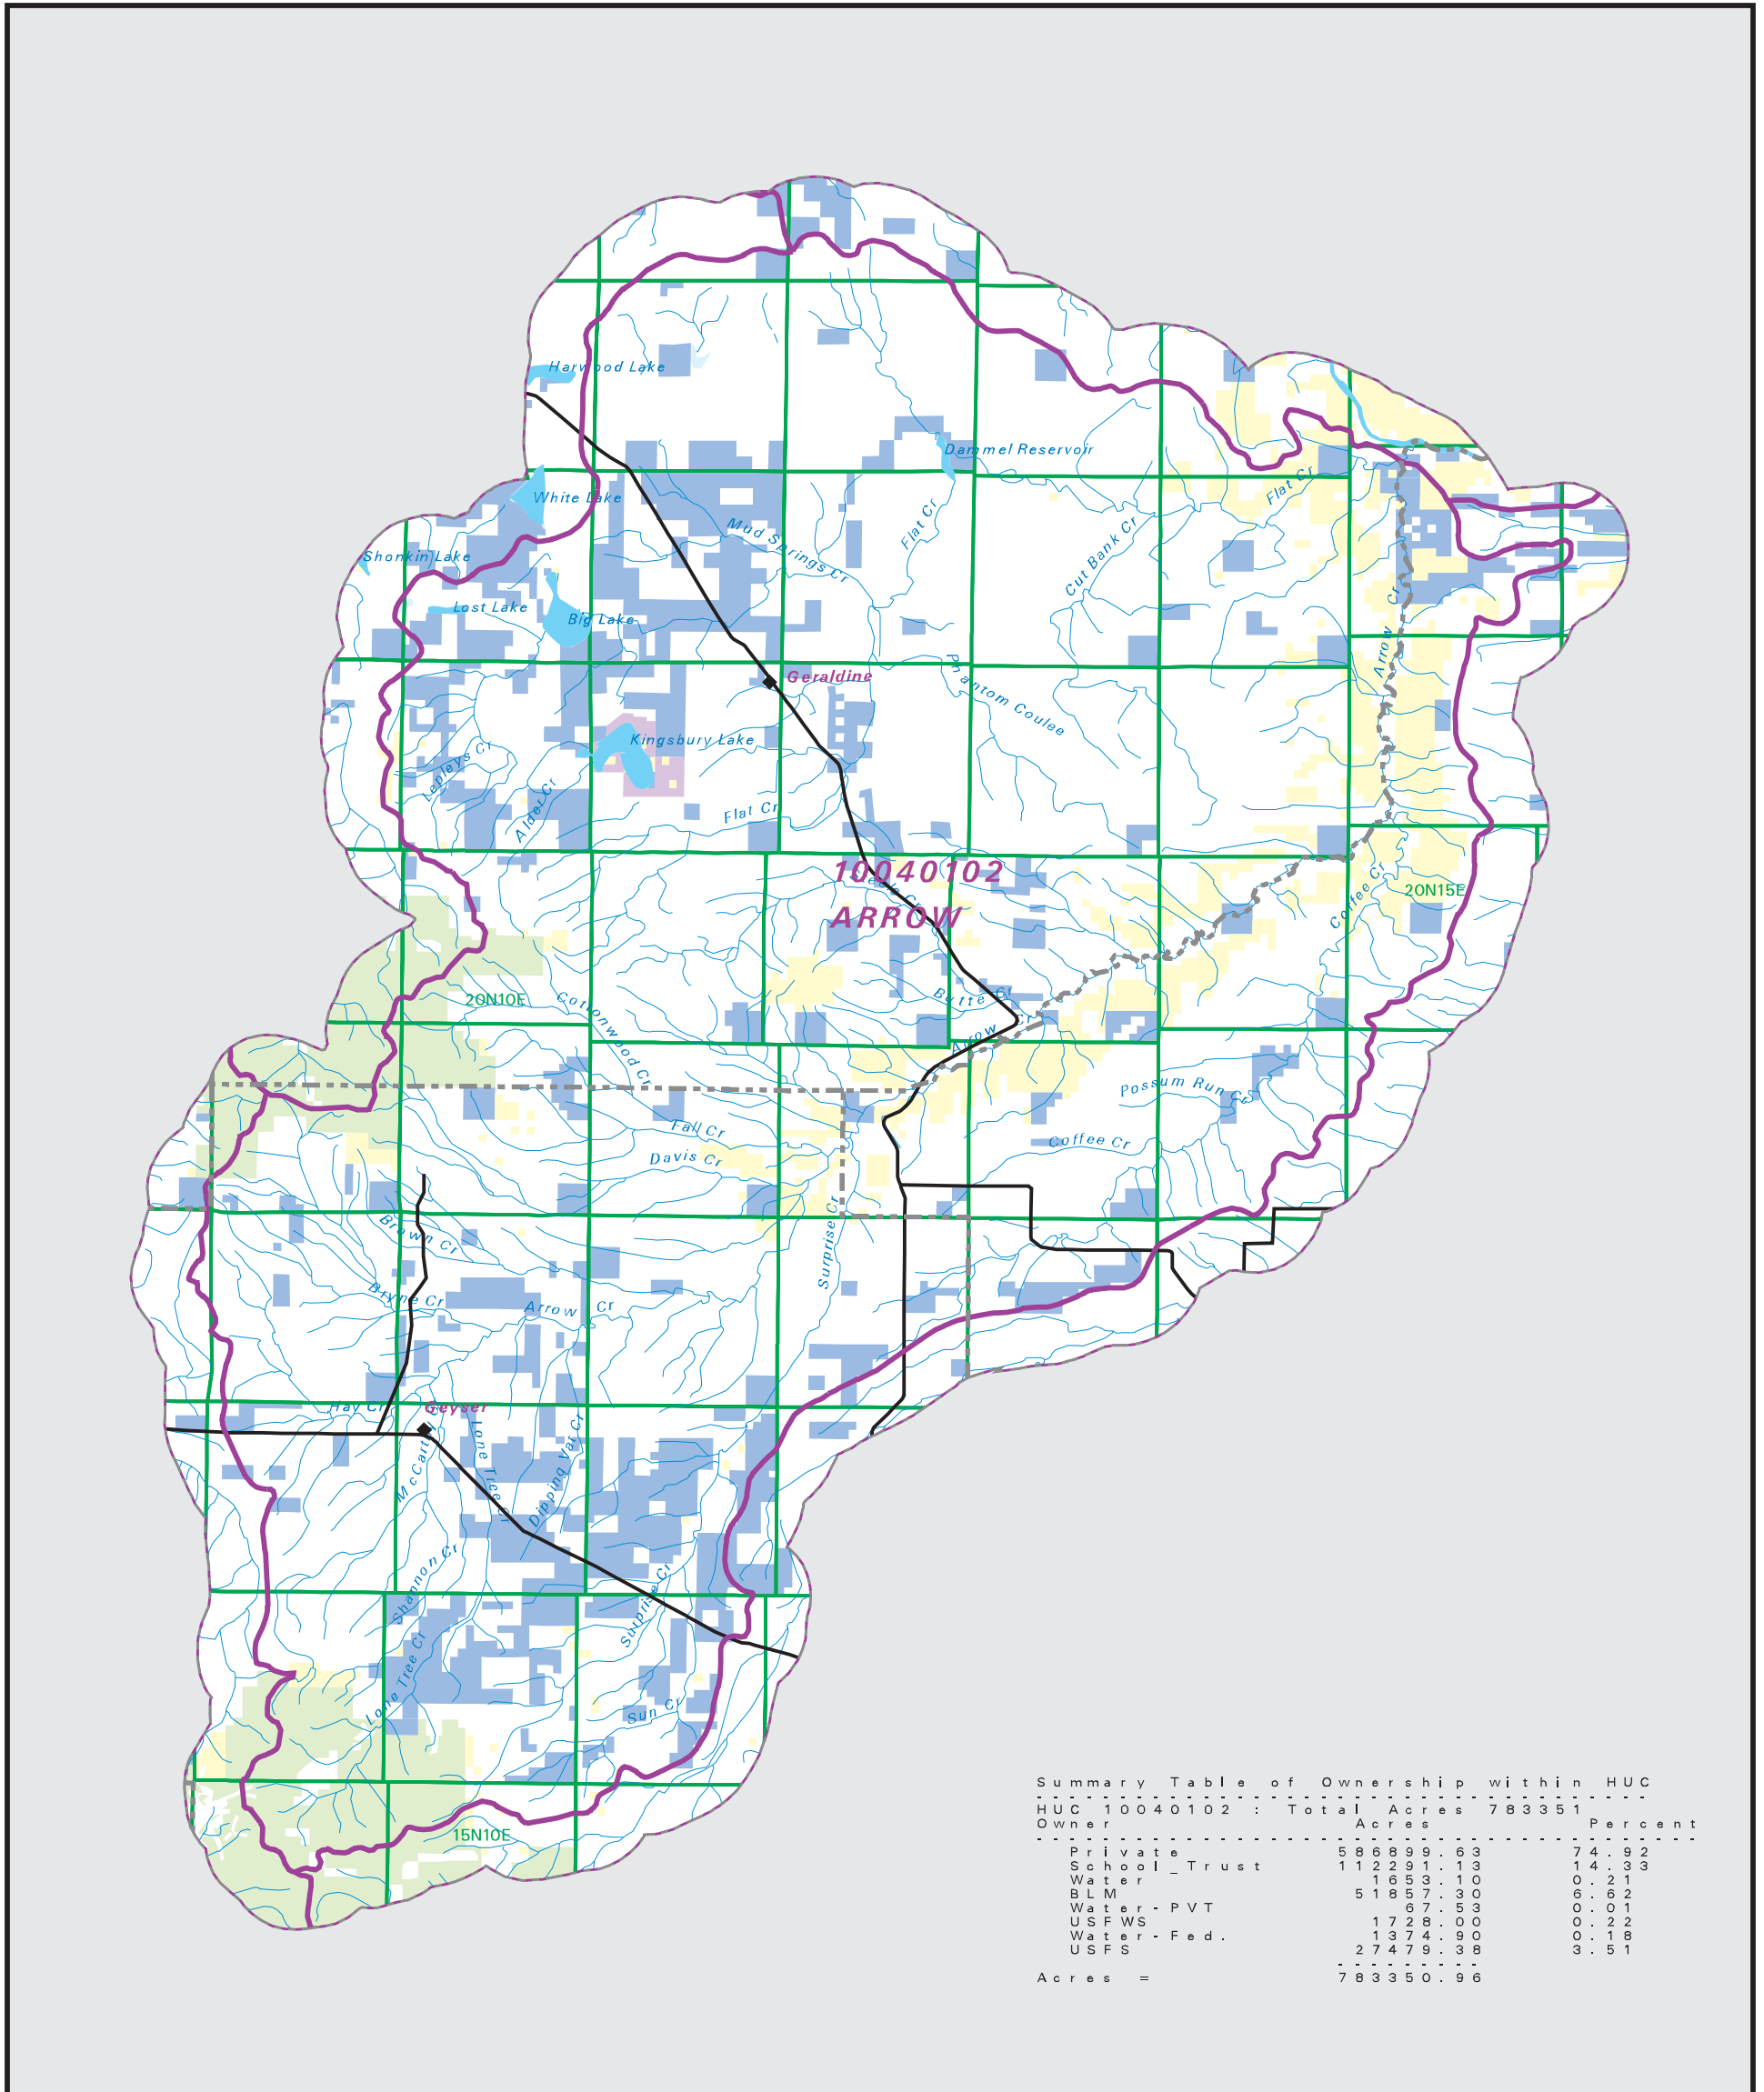 Harwood Lake
Dammel Reservoir
White Lake
Flat Cr
Mud Springs Cr
Flat Cr
Cut Bank Cr
Shonkin Lake
Lost Lake
Big Lake
Arrow Cr
Geraldine
Phantom Coulee
Kingsbury Lake
Lepleys Cr
Alder Cr
Flat Cr
10040102
ARROW
20N15E
Coffee Cr
20N10E
Cottonwood Cr
Butte Cr
Arrow Cr
Possum Run Cr
Fall Cr
Coffee Cr
Davis Cr
Surprise Cr
Brown Cr
Bryne Cr
Arrow Cr
Hay Cr
Geyser
McCarthy
Lone Tree Cr
Dipping Vat Cr
Shannon Cr
Surprise Cr
Lone Tree Cr
Sun Cr
15N10E
Summary Table of Ownership within HUC
HUC 10040102 : Total Acres 783351
Owner Acres Percent
Private 586899.63 74.92
School_Trust 112291.13 14.33
Water 1653.10 0.21
BLM 51857.30 6.62
Water-PVT 67.53 0.01
USFWS 1728.00 0.22
Water-Fed. 1374.90 0.18
USFS 27479.38 3.51
Acres = 783350.96